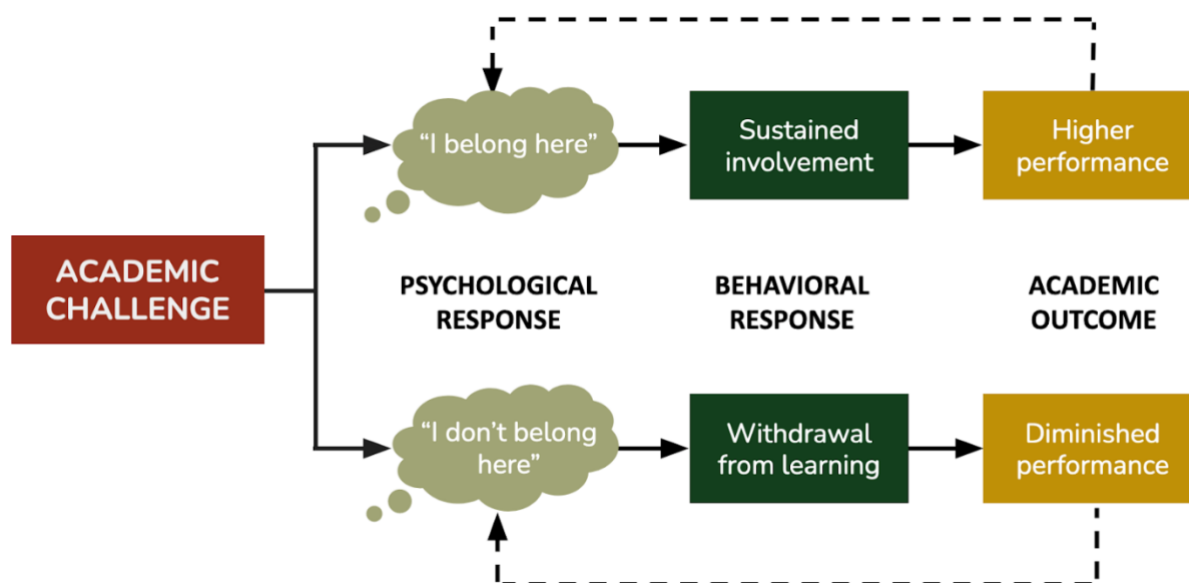 “I belong here”
Sustained
involvement
Higher
performance
ACADEMIC
CHALLENGE
PSYCHOLOGICAL
RESPONSE
BEHAVIORAL
RESPONSE
ACADEMIC
OUTCOME
“I don’t belong
here”
Withdrawal
from learning
Diminished
performance